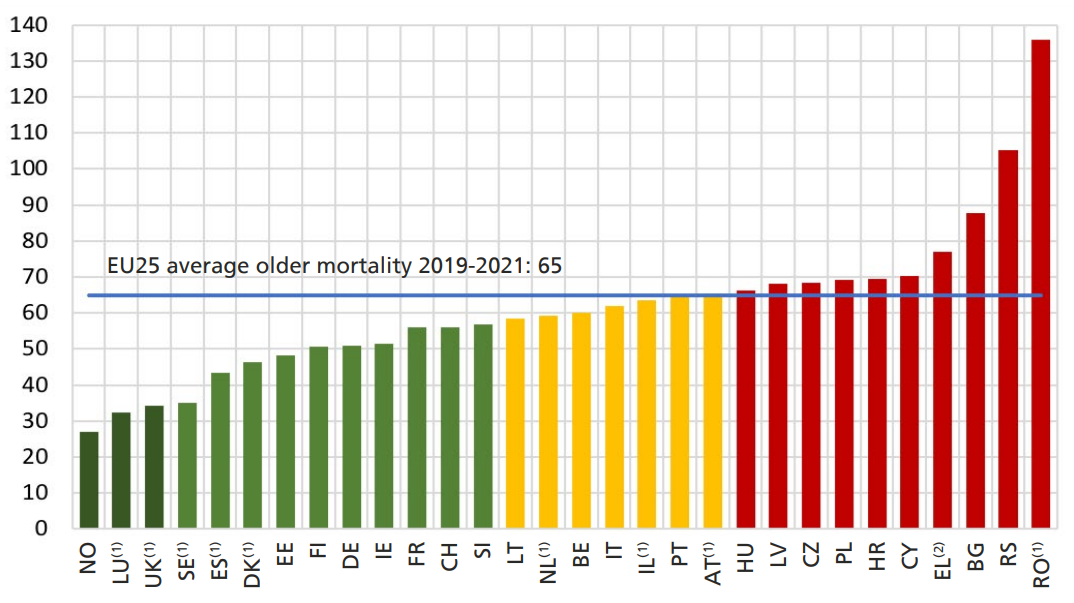 140
130
120
110
100
90
80
EU25 average older mortality 2019-2021: 65
70
60
50
40
30
20
10
0
NO
LU(1)
UK(1)
SE(1)
ES(1)
DK(1)
EE
FI
DE
IE
FR
CH
SI
LT
NL(1)
BE
IT
IL(1)
PT
AT(1)
HU
LV
CZ
PL
HR
CY
EL(2)
BG
RS
RO(1)